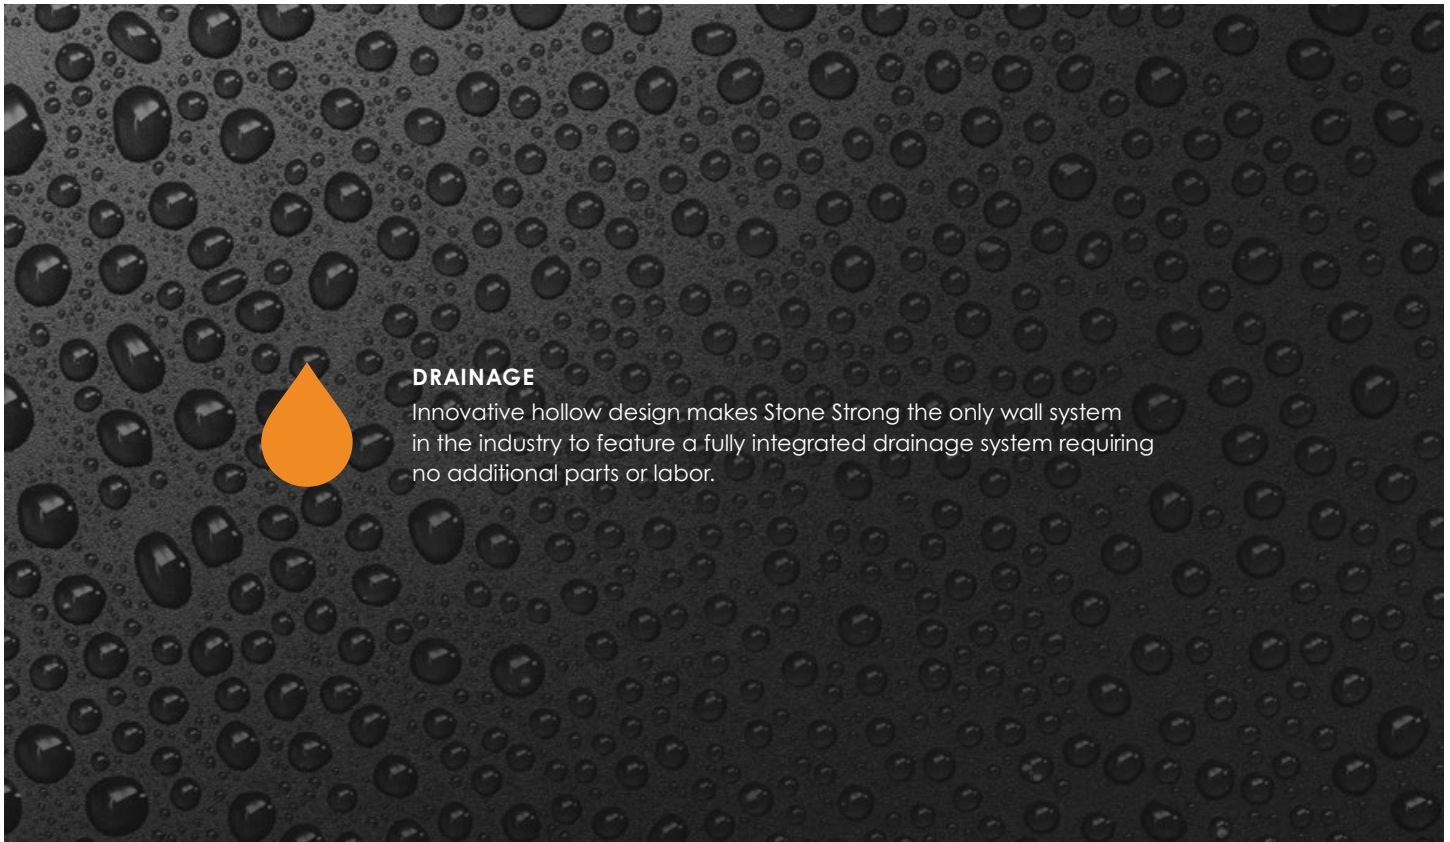 DRAINAGE
Innovative hollow design makes Stone Strong the only wall system
in the industry to feature a fully integrated drainage system requiring
no additional parts or labor.